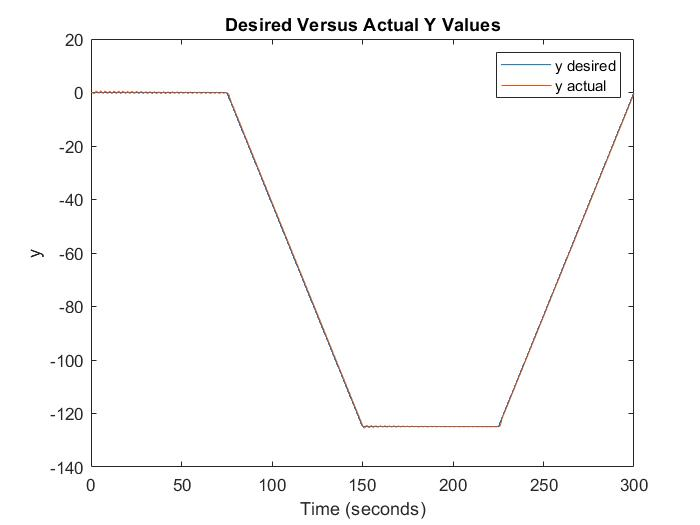 Desired Versus Actual Y Values
20
0
-20
-40
-60
-80
-100
-120
-140
y
y desired
y actual
0 50 100 150 200 250 300
Time (seconds)